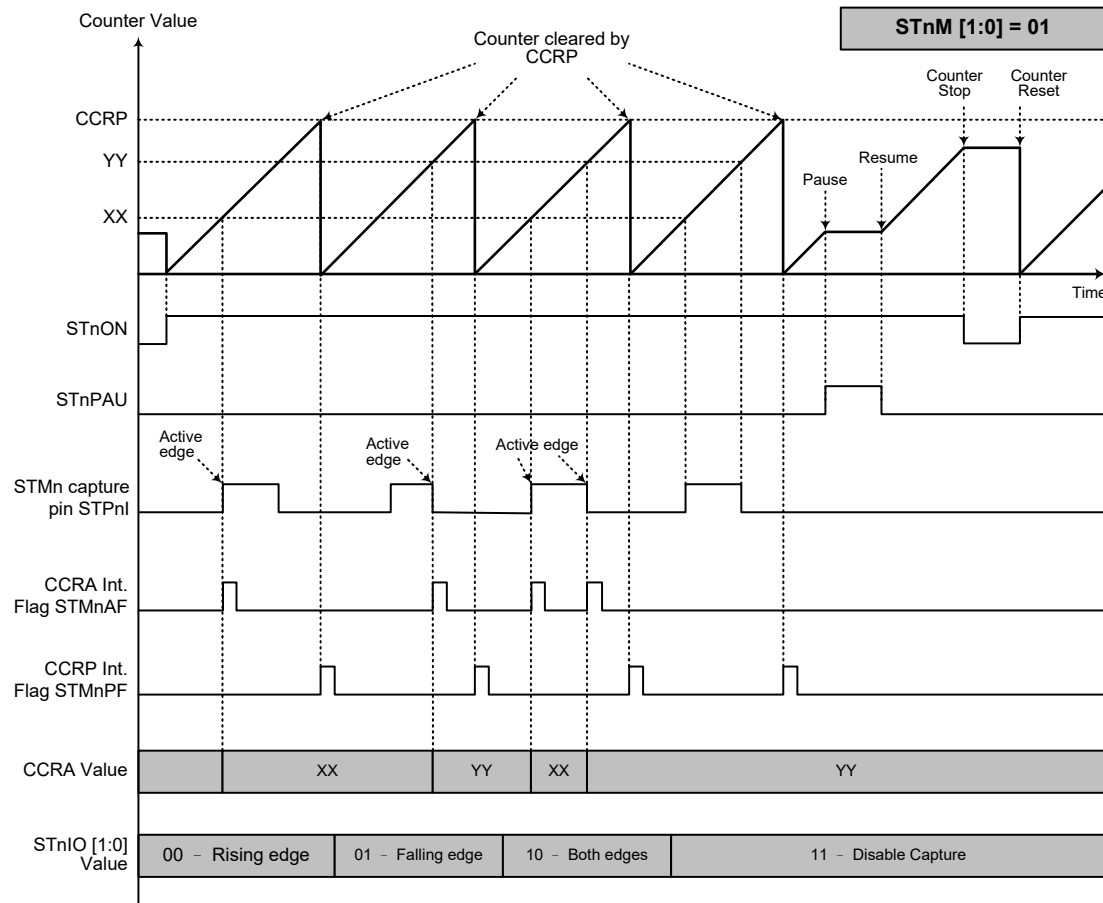 Counter Value
STnM [1:0] = 01
Counter cleared by
CCRP
Counter
Stop
Counter
Reset
CCRP
YY
XX
Pause
Resume
Time
STnON
STnPAU
Active
edge
Active
edge
Active edge
STMn capture
pin STPnI
CCRA Int.
Flag STMnAF
CCRP Int.
Flag STMnPF
CCRA Value
XX
YY
XX
YY
STnIO [1:0]
Value
00 – Rising edge
01 – Falling edge
10 – Both edges
11 – Disable Capture